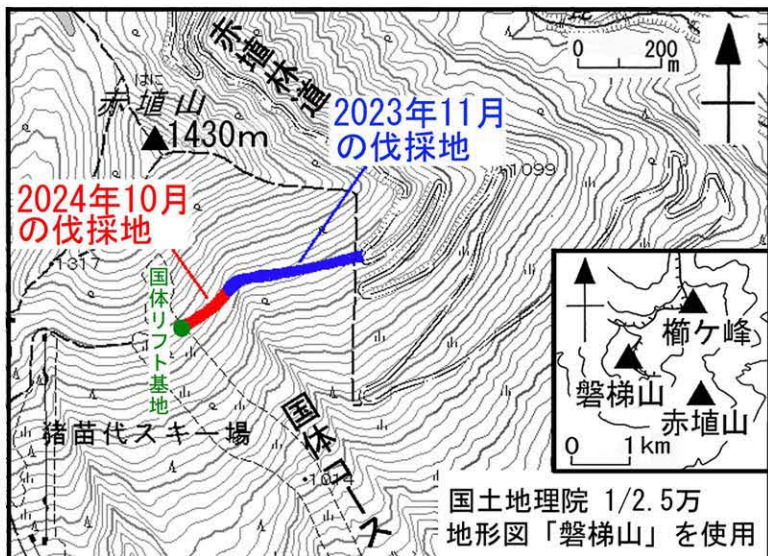 赤埴林道
0 200
m
はに
赤埴山
1430m
2023年11月
の伐採地
1099
2024年10月
の伐採地
1317
国体リフト基地
猪苗代スキー場
国体コース
1014
櫛ケ峰
磐梯山
赤埴山
0 1km
国土地理院 1/2.5万
地形図「磐梯山」を使用